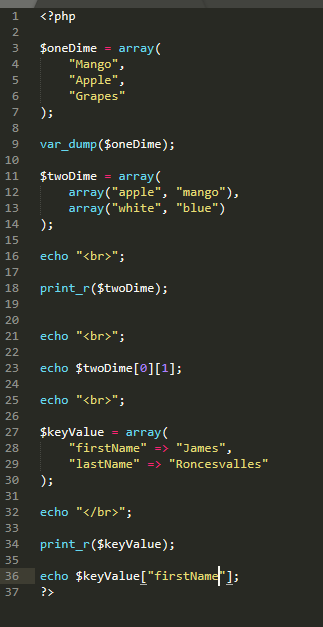 1 <?php
2
3 $oneDime = array(
4 "Mango",
5 "Apple",
6 "Grapes"
7 );
8
9 var_dump($oneDime);
10
11 $twoDime = array(
12 array("apple", "mango"),
13 array("white", "blue")
14 );
15
16 echo "<br>";
17
18 print_r($twoDime);
19
20
21 echo "<br>";
22
23 echo $twoDime[0][1];
24
25 echo "<br>";
26
27 $keyValue = array(
28 "firstName" => "James",
29 "lastName" => "Roncesvalles"
30 );
31
32 echo "</br>";
33
34 print_r($keyValue);
35
36 echo $keyValue["firstName"];
37 ?>